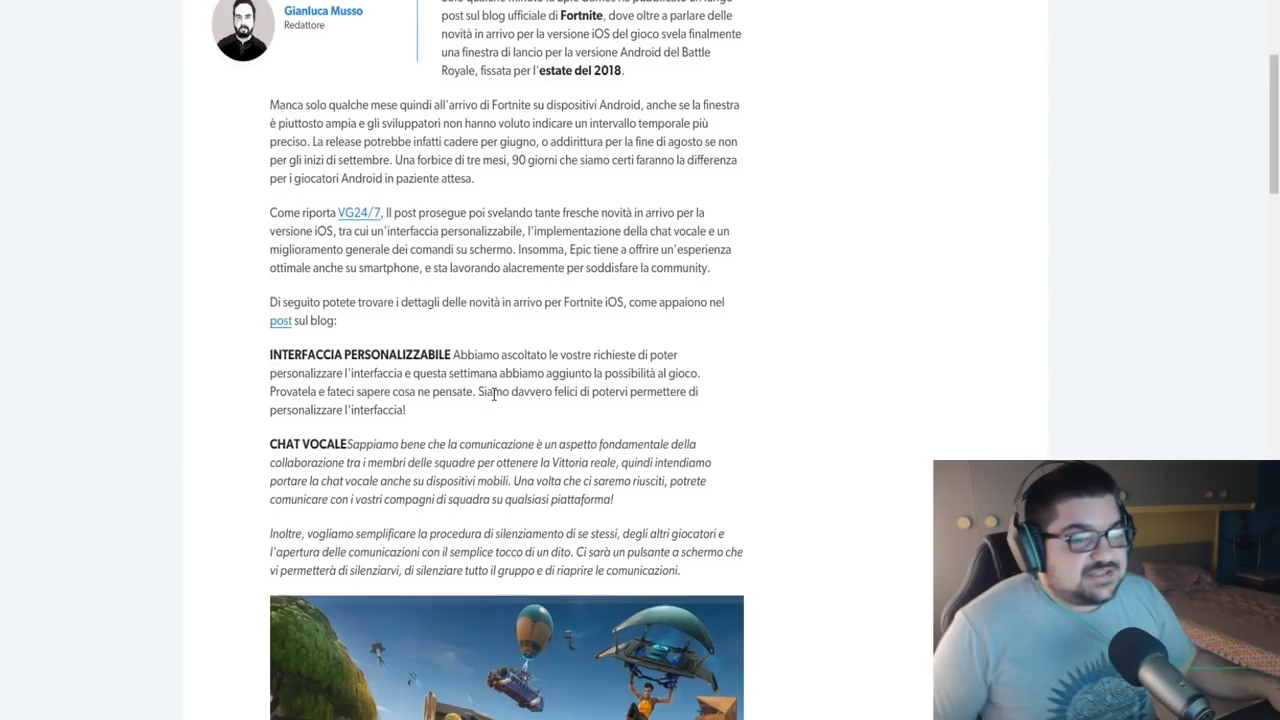 Gianluca Musso
Redattore
post sul blog ufficiale di Fortnite, dove oltre a parlare delle
novità in arrivo per la versione iOS del gioco svela finalmente
una finestra di lancio per la versione Android del Battle
Royale, fissata per l'estate del 2018.
Manca solo qualche mese quindi all'arrivo di Fortnite su dispositivi Android, anche se la finestra
è piuttosto ampia e gli sviluppatori non hanno voluto indicare un intervallo temporale più
preciso. La release potrebbe infatti cadere per giugno, o addirittura per la fine di agosto se non
per gli inizi di settembre. Una forbice di tre mesi, 90 giorni che siamo certi faranno la differenza
per i giocatori Android in paziente attesa.
Come riporta VG24/7, Il post prosegue poi svelando tante fresche novità in arrivo per la
versione iOS, tra cui un'interfaccia personalizzabile, l'implementazione della chat vocale e un
miglioramento generale dei comandi su schermo. Insomma, Epic tiene a offrire un'esperienza
ottimale anche su smartphone, e sta lavorando alacremente per soddisfare la community.
Di seguito potete trovare i dettagli delle novità in arrivo per Fortnite iOS, come appaiono nel
post sul blog:
INTERFACCIA PERSONALIZZABILE Abbiamo ascoltato le vostre richieste di poter
personalizzare l'interfaccia e questa settimana abbiamo aggiunto la possibilità al gioco.
Provatela e fateci sapere cosa ne pensate. Siamo davvero felici di potervi permettere di
personalizzare l'interfaccia!
CHAT VOCALESappiamo bene che la comunicazione è un aspetto fondamentale della
collaborazione tra i membri delle squadre per ottenere la Vittoria reale, quindi intendiamo
portare la chat vocale anche su dispositivi mobili. Una volta che ci saremo riusciti, potrete
comunicare con i vostri compagni di squadra su qualsiasi piattaforma!
Inoltre, vogliamo semplificare la procedura di silenziamento di se stessi, degli altri giocatori e
l'apertura delle comunicazioni con il semplice tocco di un dito. Ci sarà un pulsante a schermo che
vi permetterà di silenziarvi, di silenziare tutto il gruppo e di riaprire le comunicazioni.